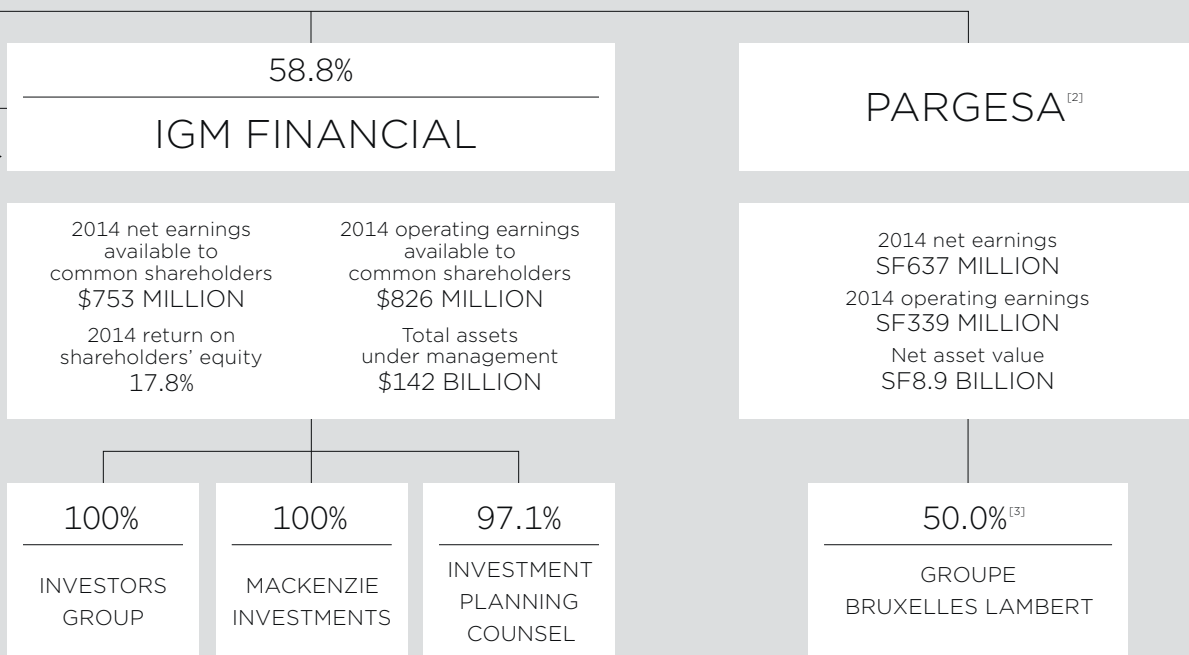 58.8%
IGM FINANCIAL
2014 net earnings
available to
common shareholders
$753 MILLION
2014 return on
shareholders’ equity
17.8%
2014 operating earnings
available to
common shareholders
$826 MILLION
Total assets
under management
$142 BILLION
100%
INVESTORS
GROUP
100%
MACKENZIE
INVESTMENTS
97.1%
INVESTMENT
PLANNING
COUNSEL
PARGESA[2]
2014 net earnings
SF637 MILLION
2014 operating earnings
SF339 MILLION
Net asset value
SF8.9 BILLION
50.0%[3]
GROUPE
BRUXELLES LAMBERT